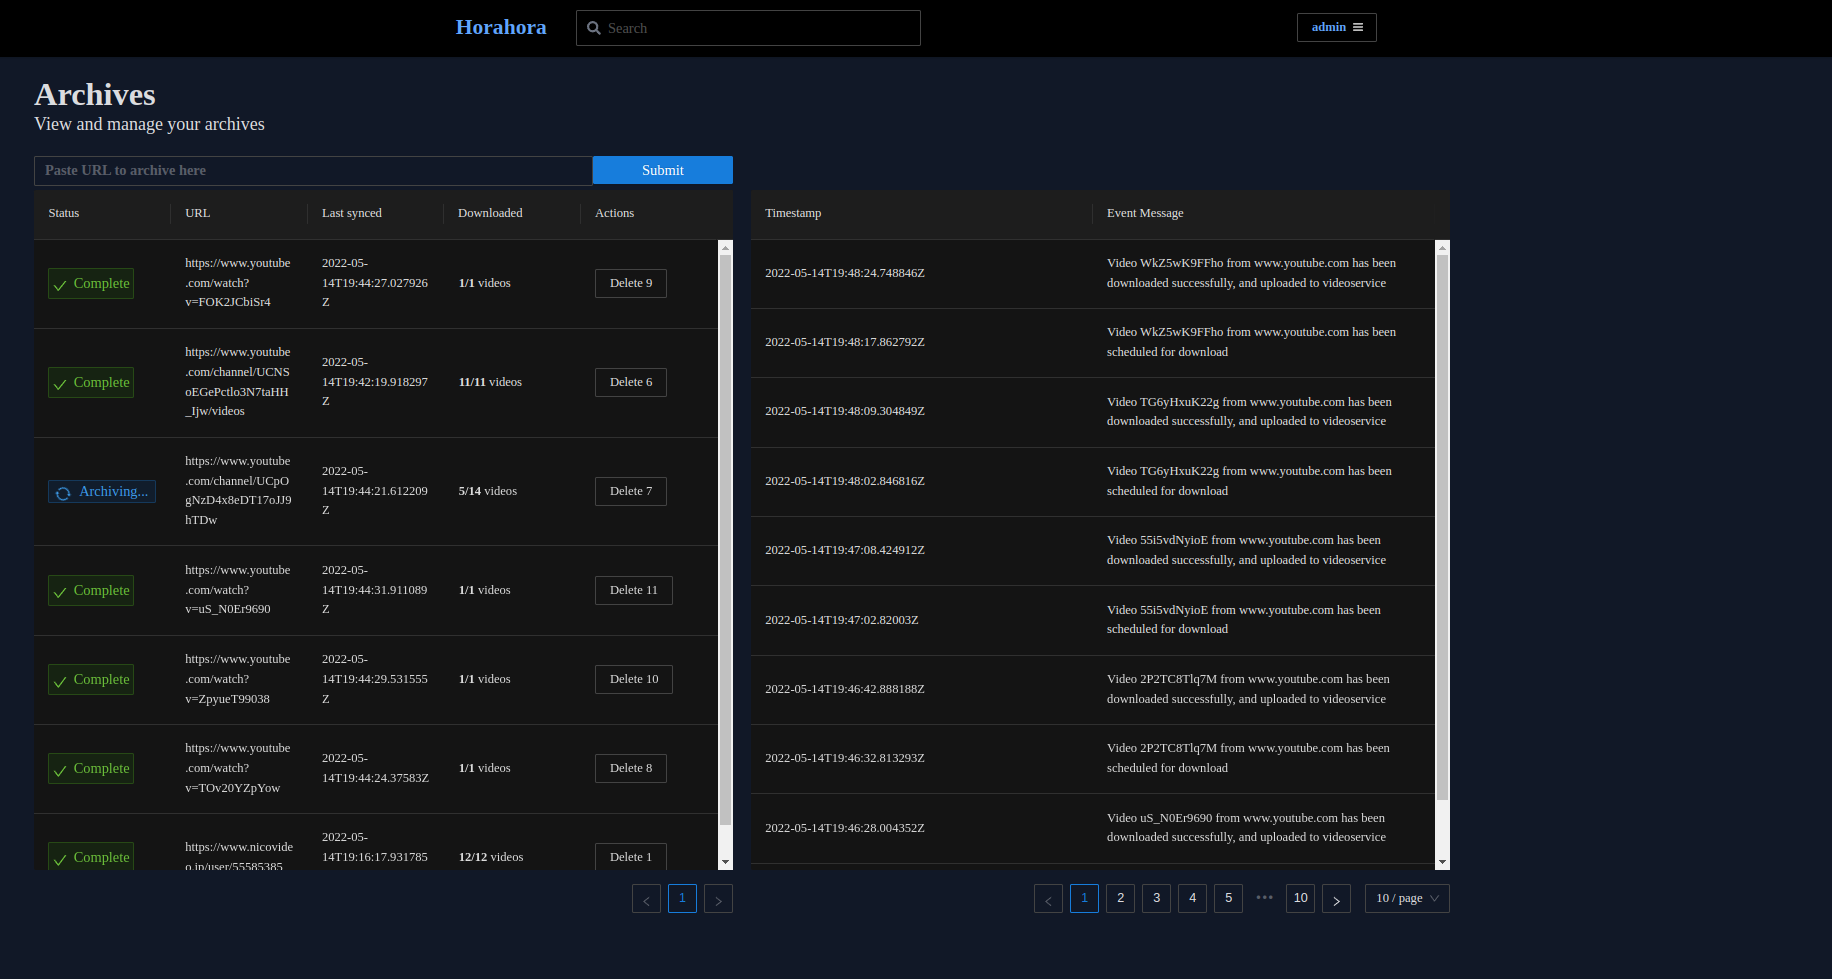 Horahora
Search
admin
Archives
View and manage your archives
Paste URL to archive here
Submit
Status
URL
Last synced
Downloaded
Actions
Complete
https://www.youtube
.com/watch?
v=FOK2JCbiSr4
2022-05-
14T19:44:27.027926
Z
1/1 videos
Delete 9
Complete
https://www.youtube
.com/channel/UCNS
oEGePctlo3N7taHH
_Ijw/videos
2022-05-
14T19:42:19.918297
Z
11/11 videos
Delete 6
Archiving...
https://www.youtube
.com/channel/UCpO
gNzD4x8eDT17oJJ9
hTDw
2022-05-
14T19:44:21.612209
Z
5/14 videos
Delete 7
Complete
https://www.youtube
.com/watch?
v=uS_N0Er9690
2022-05-
14T19:44:31.911089
Z
1/1 videos
Delete 11
Complete
https://www.youtube
.com/watch?
v=ZpyueT99038
2022-05-
14T19:44:29.531555
Z
1/1 videos
Delete 10
Complete
https://www.youtube
.com/watch?
v=TOv20YZpYow
2022-05-
14T19:44:24.37583Z
1/1 videos
Delete 8
Complete
https://www.nicovide
o.jp/user/55585385
2022-05-
14T19:16:17.931785
12/12 videos
Delete 1
1
Timestamp
Event Message
2022-05-14T19:48:24.748846Z
Video WkZ5wK9FFho from www.youtube.com has been
downloaded successfully, and uploaded to videoservice
2022-05-14T19:48:17.862792Z
Video WkZ5wK9FFho from www.youtube.com has been
scheduled for download
2022-05-14T19:48:09.304849Z
Video TG6yHxuK22g from www.youtube.com has been
downloaded successfully, and uploaded to videoservice
2022-05-14T19:48:02.846816Z
Video TG6yHxuK22g from www.youtube.com has been
scheduled for download
2022-05-14T19:47:08.424912Z
Video 55i5vdNyioE from www.youtube.com has been
downloaded successfully, and uploaded to videoservice
2022-05-14T19:47:02.82003Z
Video 55i5vdNyioE from www.youtube.com has been
scheduled for download
2022-05-14T19:46:42.888188Z
Video 2P2TC8Tlq7M from www.youtube.com has been
downloaded successfully, and uploaded to videoservice
2022-05-14T19:46:32.813293Z
Video 2P2TC8Tlq7M from www.youtube.com has been
scheduled for download
2022-05-14T19:46:28.004352Z
Video uS_N0Er9690 from www.youtube.com has been
downloaded successfully, and uploaded to videoservice
1 2 3 4 5 ••• 10
10 / page